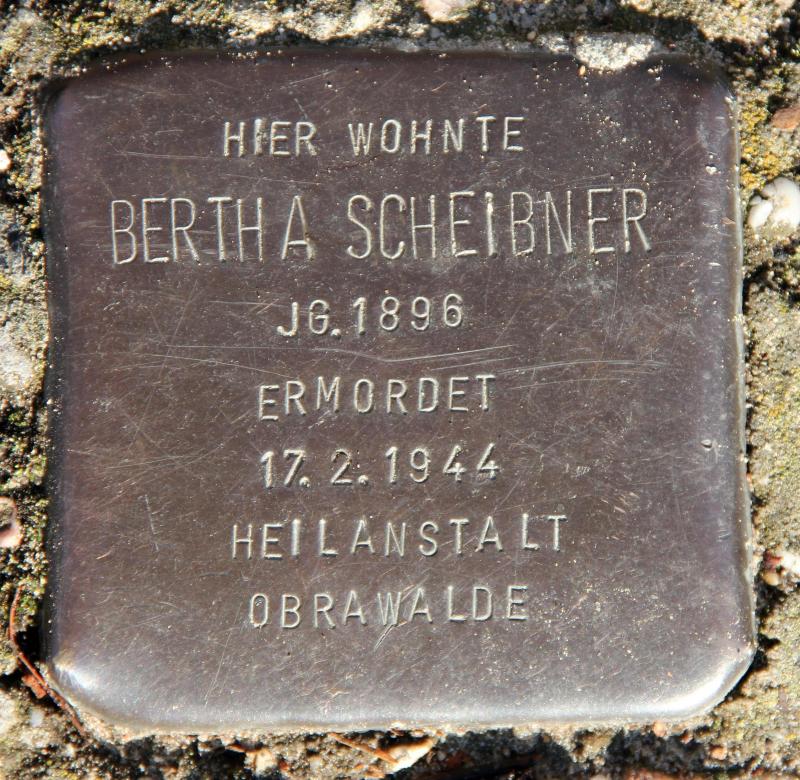 HIER WOHNTE
BERTHA SCHEIBNER
JG. 1896
ERMORDET
17. 2. 1944
HEILANSTALT
OBRAWALDE